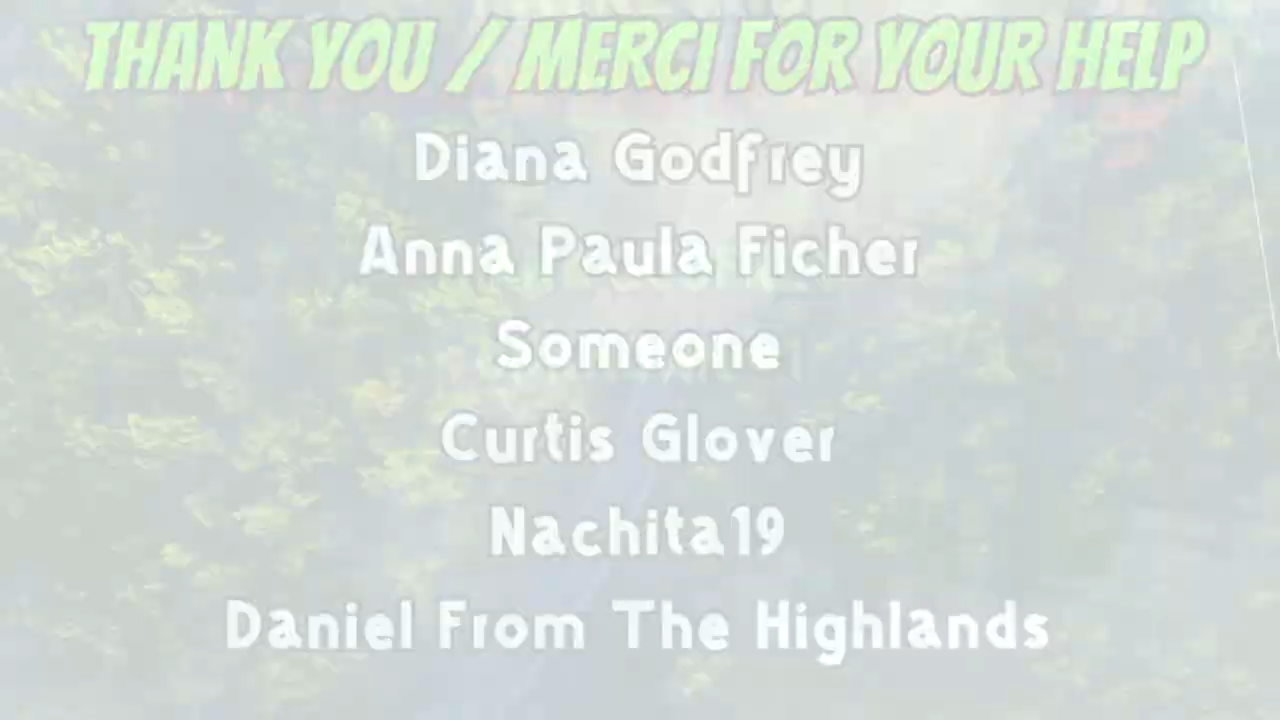 THANK YOU / MERCI FOR YOUR HELP
Diana Godfrey
Anna Paula Ficher
Someone
Curtis Glover
Nachita19
Daniel From The Highlands